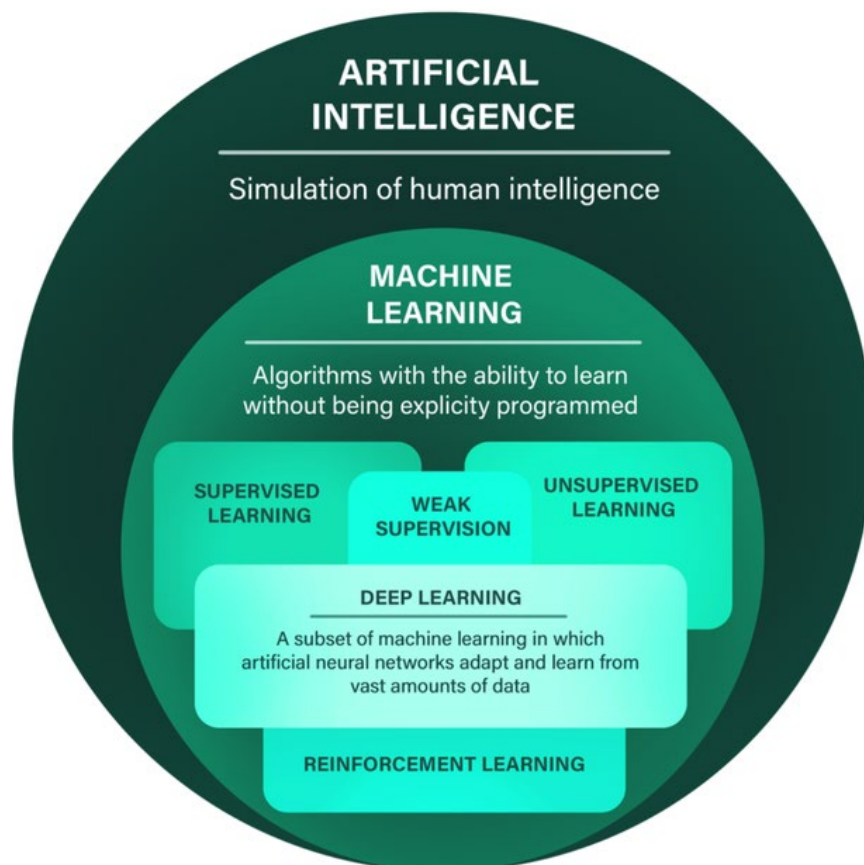 ARTIFICIAL
INTELLIGENCE
Simulation of human intelligence
MACHINE
LEARNING
Algorithms with the ability to learn
without being explicity programmed
SUPERVISED
LEARNING
WEAK
SUPERVISION
UNSUPERVISED
LEARNING
DEEP LEARNING
A subset of machine learning in which
artificial neural networks adapt and learn from
vast amounts of data
REINFORCEMENT LEARNING